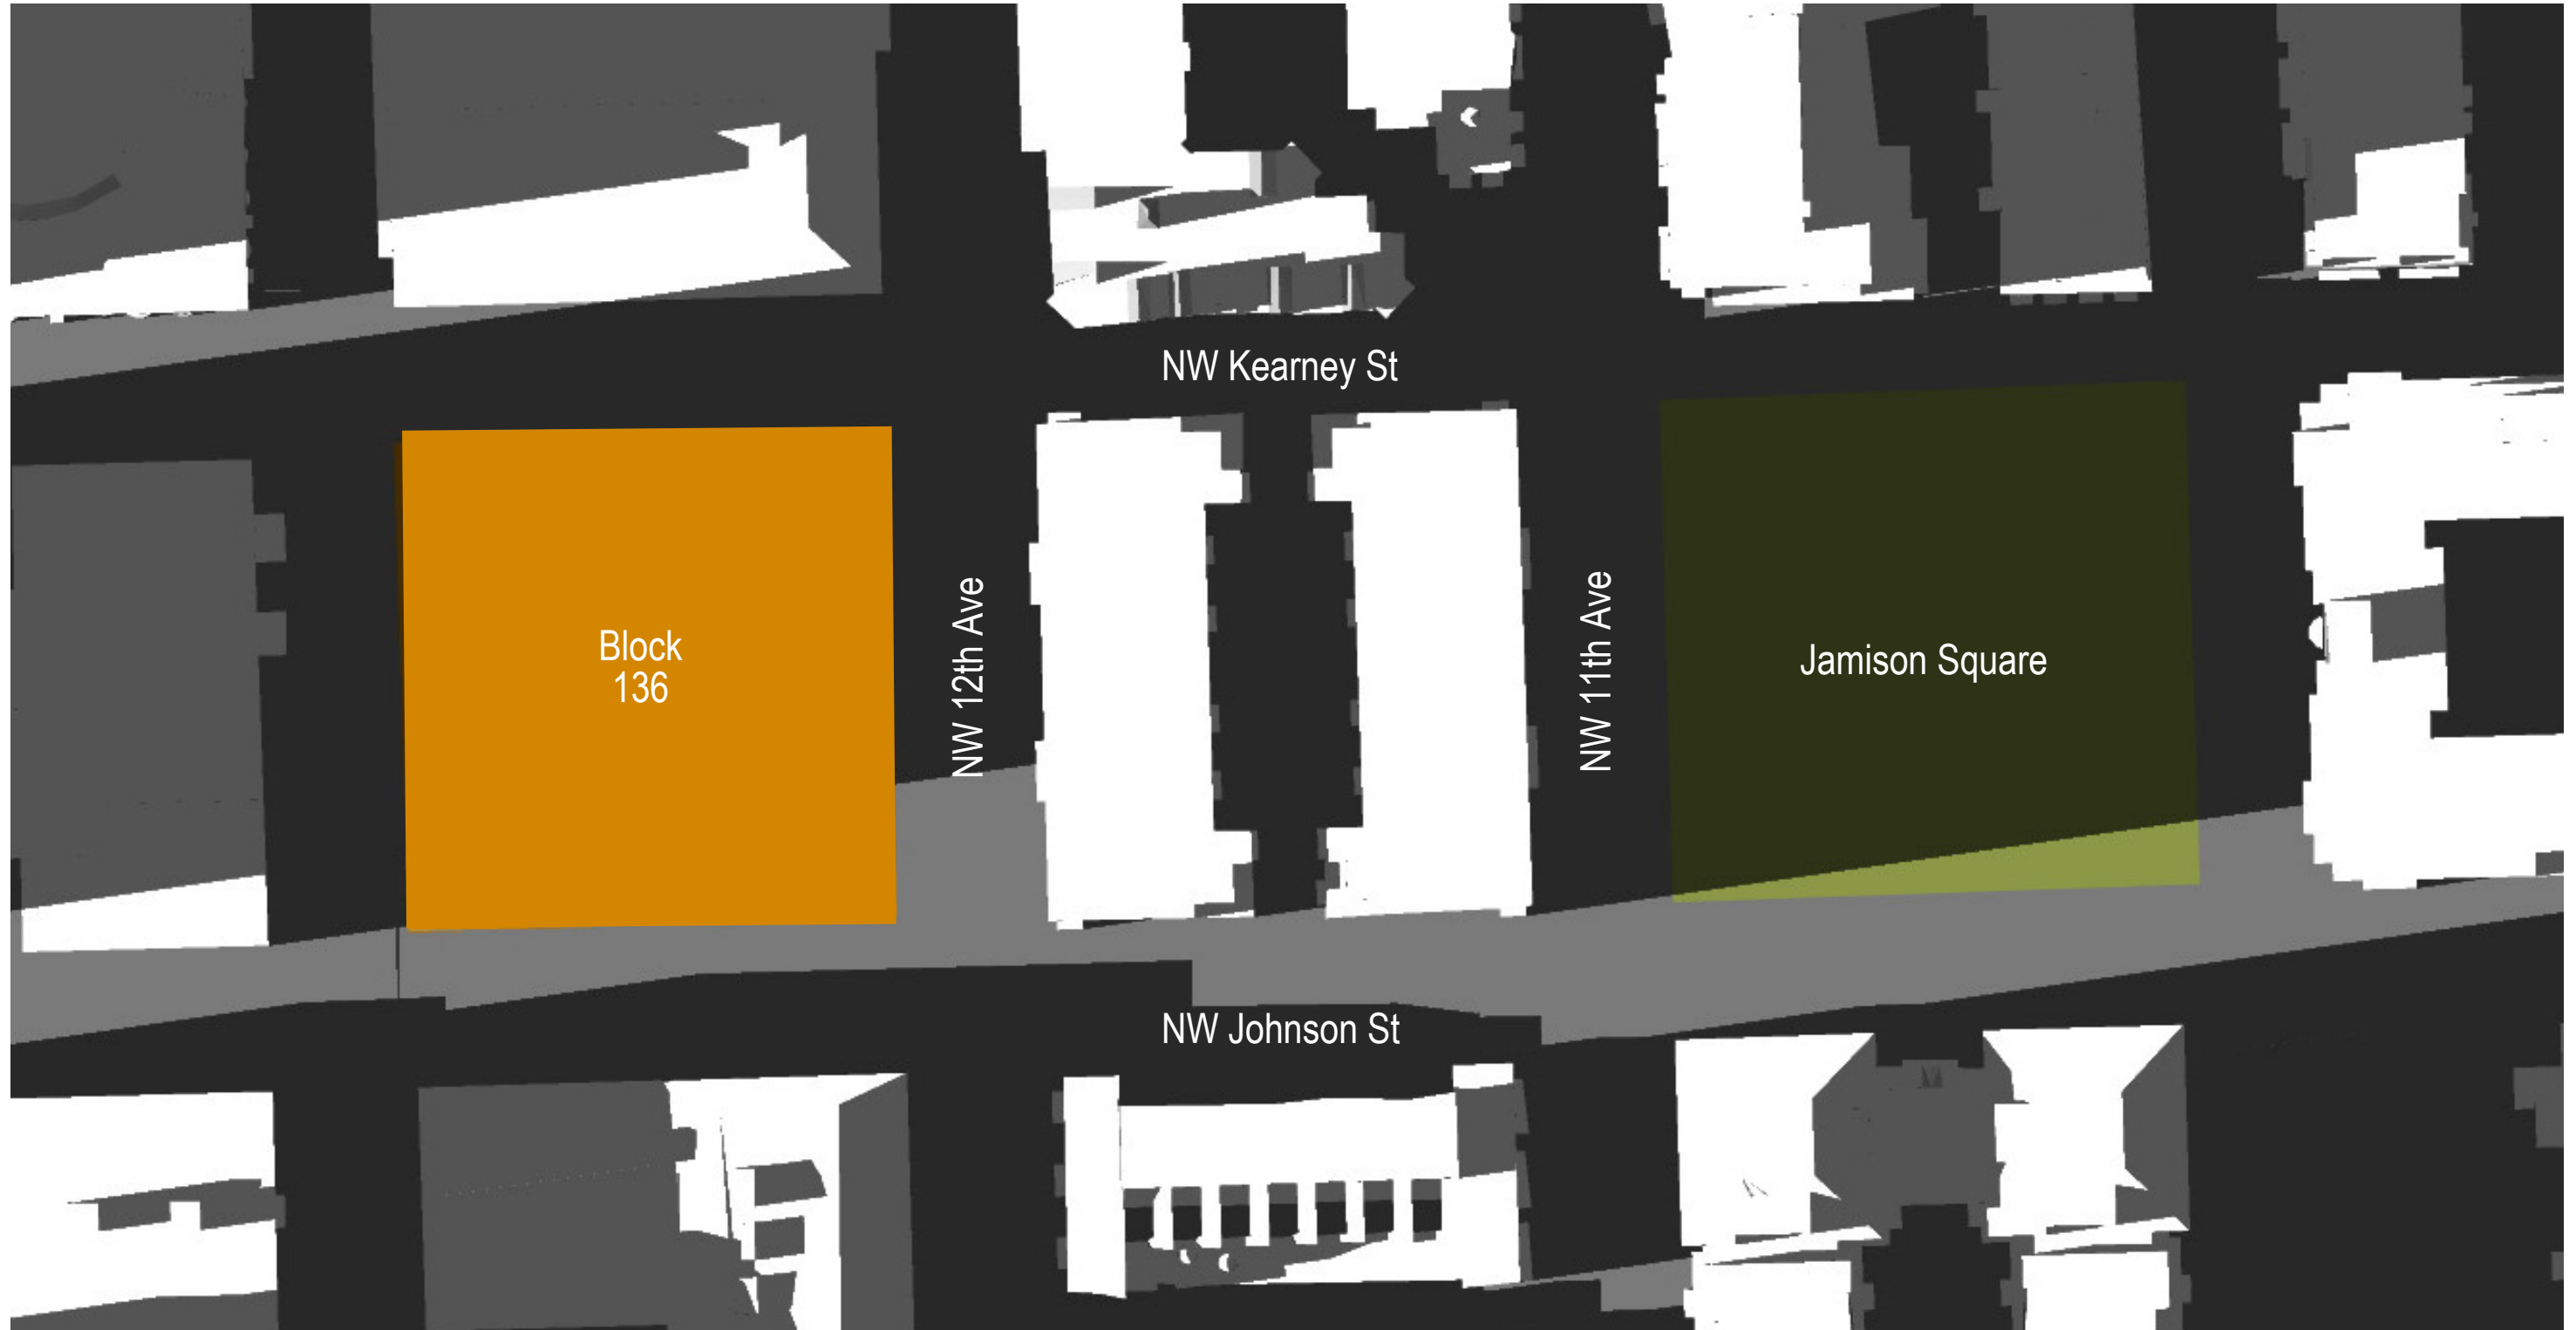 NW Kearney St
Block
136
NW 12th Ave
NW 11th Ave
Jamison Square
NW Johnson St